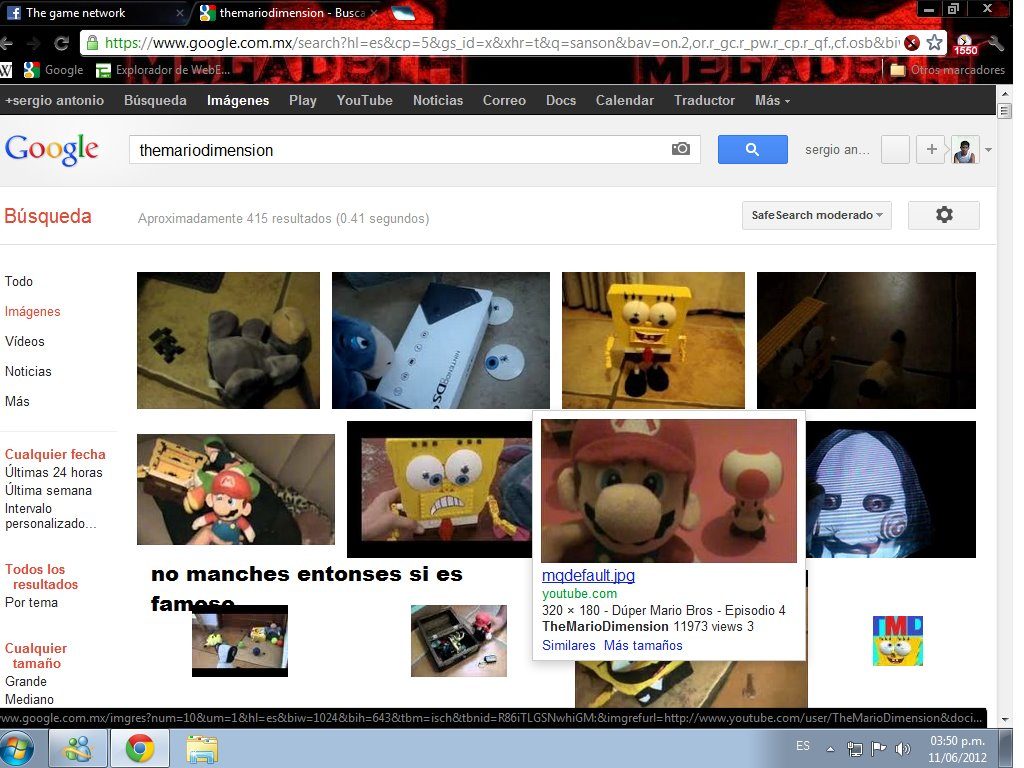 The game network
themariodimension - Busca
https://www.google.com.mx/search?hl=es&cp=5&gs_id=x&xhr=t&q=sanson&bav=on.2,or.r_gc.r_pw.r_cp.r_qf.,cf.osb&biv
1550
W Google Explorador de WebE... Otros marcadores
MEGADETH MEGADETH
+sergio antonio Búsqueda Imágenes Play YouTube Noticias Correo Docs Calendar Traductor Más
Google themariodimension sergio an... +
Búsqueda Aproximadamente 415 resultados (0.41 segundos) SafeSearch moderado
Todo
Imágenes
Vídeos
Noticias
Más
NINTENDO DS
Cualquier fecha
Últimas 24 horas
Última semana
Intervalo
personalizado...
Todos los
resultados
Por tema
Cualquier
tamaño
Grande
Mediano
no manches entonses si es
famoso
mqdefault.jpg
youtube.com
320 × 180 - Dúper Mario Bros - Episodio 4
TheMarioDimension 11973 views 3
Similares Más tamaños
TMD
www.google.com.mx/imgres?num=10&um=1&hl=es&biw=1024&bih=643&tbm=isch&tbnid=R86iTLGSNwhiGM:&imgrefurl=http://www.youtube.com/user/TheMarioDimension&doci...
ES
03:50 p.m.
11/06/2012